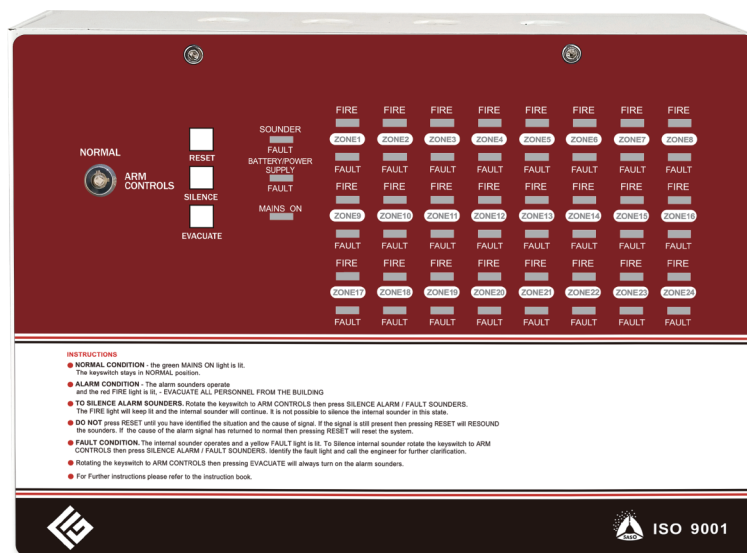 FIRE FIRE FIRE FIRE FIRE FIRE FIRE FIRE
SOUNDER
ZONE1 ZONE2 ZONE3 ZONE4 ZONE5 ZONE6 ZONE7 ZONE8
NORMAL
RESET
FAULT
BATTERY/POWER
SUPPLY
FAULT FAULT FAULT FAULT FAULT FAULT FAULT FAULT
ARM
CONTROLS
FAULT
FIRE FIRE FIRE FIRE FIRE FIRE FIRE FIRE
SILENCE
MAINS ON
ZONE9 ZONE10 ZONE11 ZONE12 ZONE13 ZONE14 ZONE15 ZONE16
EVACUATE
FAULT FAULT FAULT FAULT FAULT FAULT FAULT FAULT
FIRE FIRE FIRE FIRE FIRE FIRE FIRE FIRE
ZONE17 ZONE18 ZONE19 ZONE20 ZONE21 ZONE22 ZONE23 ZONE24
FAULT FAULT FAULT FAULT FAULT FAULT FAULT FAULT
INSTRUCTIONS
NORMAL CONDITION - the green MAINS ON light is lit.
The keyswitch stays in NORMAL position.
ALARM CONDITION - The alarm sounders operate
and the red FIRE light is lit, - EVACUATE ALL PERSONNEL FROM THE BUILDING
TO SILENCE ALARM SOUNDERS. Rotate the keyswitch to ARM CONTROLS then press SILENCE ALARM / FAULT SOUNDERS.
The FIRE light will keep lit and the internal sounder will continue. It is not possible to silence the internal sounder in this state.
DO NOT press RESET until you have identified the situation and the cause of signal. If the signal is still present then pressing RESET will RESOUND
the sounders. If the cause of the alarm signal has returned to normal then pressing RESET will reset the system.
FAULT CONDITION. The internal sounder operates and a yellow FAULT light is lit. To Silence internal sounder rotate the keyswitch to ARM
CONTROLS then press SILENCE ALARM / FAULT SOUNDERS. Identify the fault light and call the engineer for further clarification.
Rotating the keyswitch to ARM CONTROLS then pressing EVACUATE will always turn on the alarm sounders.
For Further instructions please refer to the instruction book.
SASO
ISO 9001